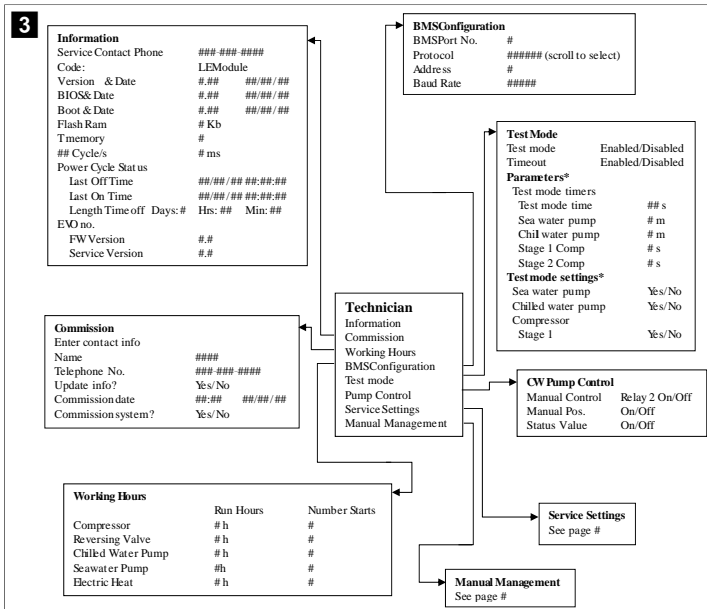 3
Information
Service Contact Phone ###-###-####
Code: LEModule
Version & Date #.## ##/##/##
BIOS& Date #.## ##/##/##
Boot & Date #.## ##/##/##
Flash Ram # Kb
Tmemory #
## Cycle/s # ms
Power Cycle Status
Last Off Time ##/##/## ##:##:##
Last On Time ##/##/## ##:##:##
Length Time off Days: # Hrs: ## Min: ##
EVO no.
FW Version #.#
Service Version #.#
BMSConfiguration
BMSPort No. #
Protocol ###### (scroll to select)
Address #
Baud Rate #####
Test Mode
Test mode Enabled/Disabled
Timeout Enabled/Disabled
Parameters*
Test mode timers
Test mode time ## s
Sea water pump # m
Chill water pump # m
Stage 1 Comp # s
Stage 2 Comp # s
Test mode settings*
Sea water pump Yes/No
Chilled water pump Yes/No
Compressor
Stage 1 Yes/No
Technician
Information
Commission
Working Hours
BMSConfiguration
Test mode
Pump Control
Service Settings
Manual Management
Commission
Enter contact info
Name ####
Telephone No. ###-###-####
Update info? Yes/No
Commission date ##:## ##/##/##
Commission system? Yes/No
CW Pump Control
Manual Control Relay 2 On/Off
Manual Pos. On/Off
Status Value On/Off
Working Hours
Run Hours Number Starts
Compressor # h #
Reversing Valve # h #
Chilled Water Pump # h #
Seawater Pump #h #
Electric Heat # h #
Service Settings
See page #
Manual Management
See page #